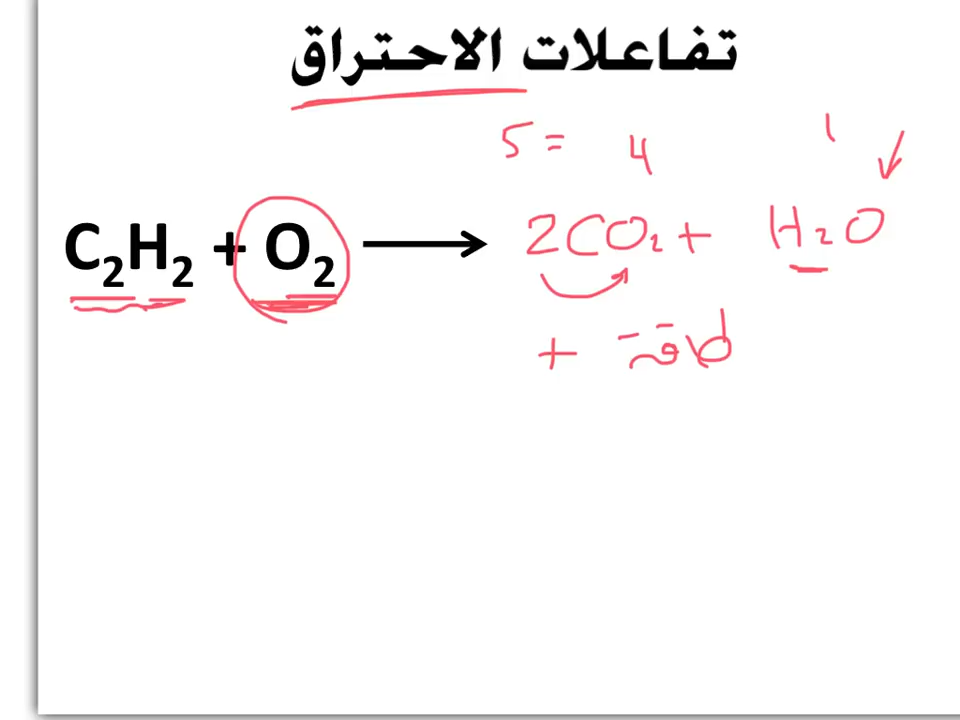 تفاعلات الاحتراق
5 = 4 1
C₂H₂ + O₂ ⟶ 2CO₂ + H₂O
+ طاقة